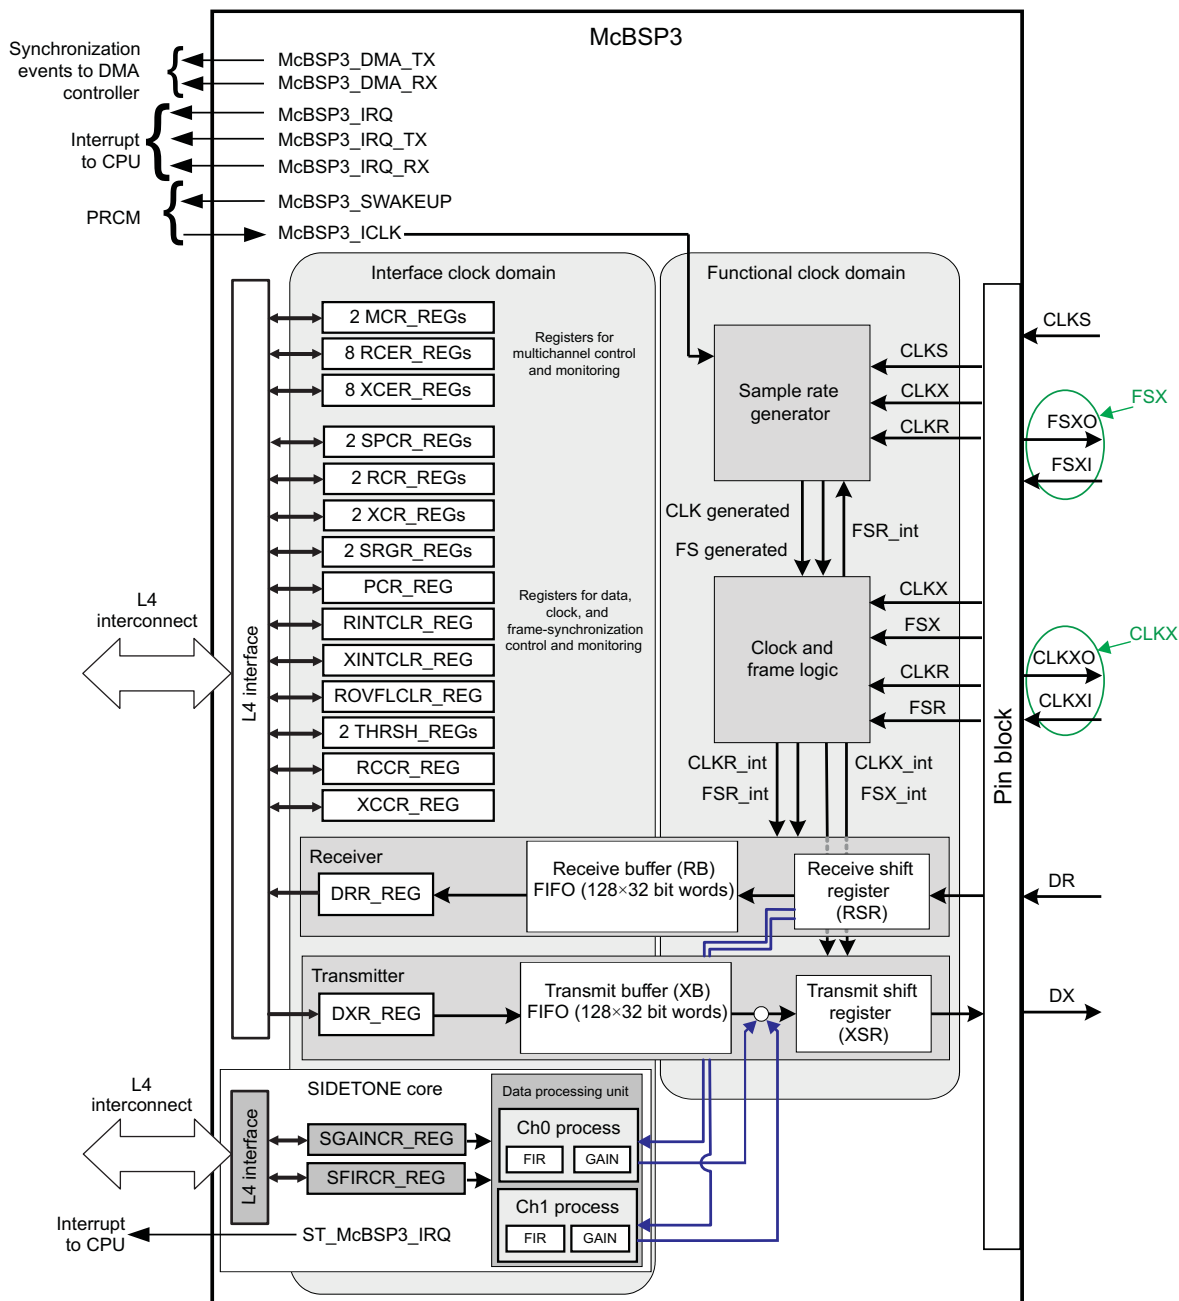 McBSP3
Synchronization
events to DMA
controller
McBSP3_DMA_TX
McBSP3_DMA_RX
Interrupt
to CPU
McBSP3_IRQ
McBSP3_IRQ_TX
McBSP3_IRQ_RX
PRCM
McBSP3_SWAKEUP
McBSP3_ICLK
Interface clock domain
Functional clock domain
2 MCR_REGs
8 RCER_REGs
8 XCER_REGs
Registers for
multichannel control
and monitoring
2 SPCR_REGs
2 RCR_REGs
2 XCR_REGs
2 SRGR_REGs
PCR_REG
RINTCLR_REG
XINTCLR_REG
ROVFLCLR_REG
2 THRSH_REGs
RCCR_REG
XCCR_REG
Registers for data,
clock, and
frame-synchronization
control and monitoring
L4
interconnect
L4 interface
Sample rate
generator
CLKS
CLKX
CLKR
CLK generated
FS generated
FSR_int
Clock and
frame logic
CLKX
FSX
CLKR
FSR
CLKR_int
FSR_int
CLKX_int
FSX_int
Pin block
CLKS
FSX
FSXO
FSXI
CLKX
CLKXO
CLKXI
DR
DX
Receiver
DRR_REG
Receive buffer (RB)
FIFO (128×32 bit words)
Receive shift
register
(RSR)
Transmitter
DXR_REG
Transmit buffer (XB)
FIFO (128×32 bit words)
Transmit shift
register
(XSR)
L4
interconnect
L4 interface
SIDETONE core
SGAINCR_REG
SFIRCR_REG
Data processing unit
Ch0 process
FIR
GAIN
Ch1 process
FIR
GAIN
Interrupt
to CPU
ST_McBSP3_IRQ